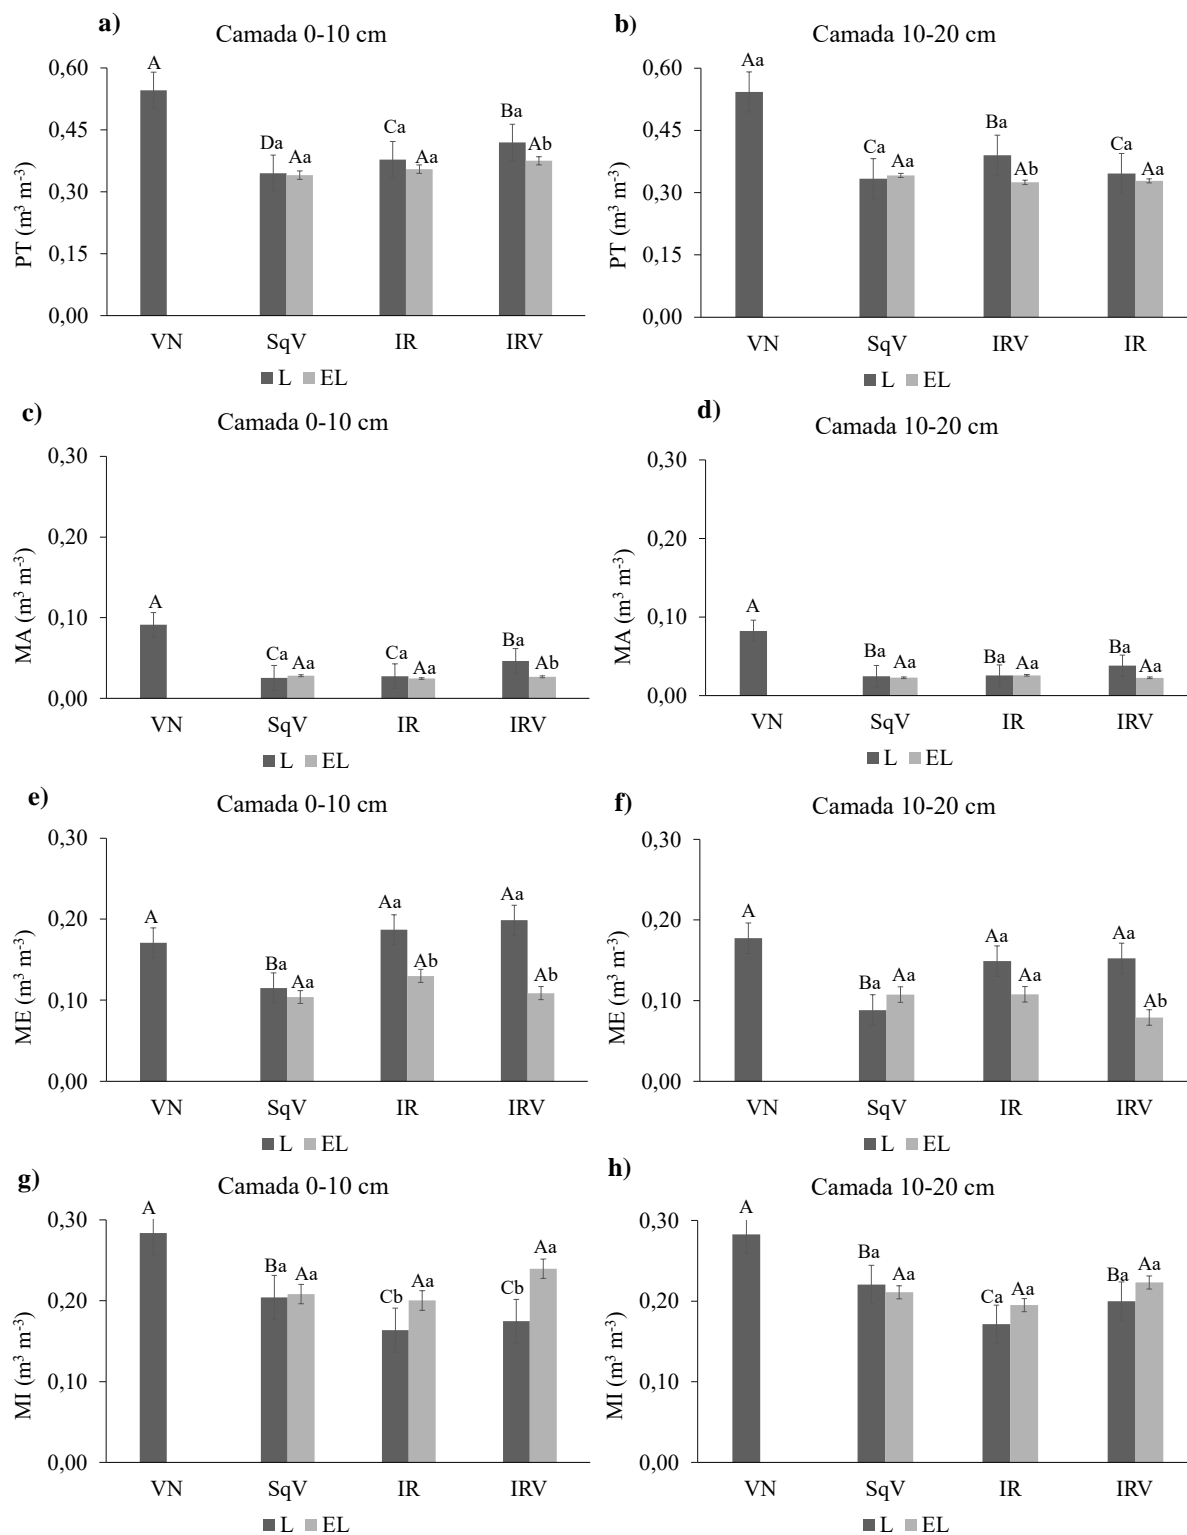 a)
Camada 0-10 cm
PT (m³ m⁻³)
0,60
0,45
0,30
0,15
0,00
A
Da Aa
Ca Aa
Ba Ab
VN SqV IR IRV
L EL
b)
Camada 10-20 cm
PT (m³ m⁻³)
0,60
0,45
0,30
0,15
0,00
Aa
Ca Aa
Ba Ab
Ca Aa
VN SqV IRV IR
L EL
c)
Camada 0-10 cm
MA (m³ m⁻³)
0,30
0,20
0,10
0,00
A
Ca Aa
Ca Aa
Ba Ab
VN SqV IR IRV
L EL
d)
Camada 10-20 cm
MA (m³ m⁻³)
0,30
0,20
0,10
0,00
A
Ba Aa
Ba Aa
Ba Aa
VN SqV IR IRV
L EL
e)
Camada 0-10 cm
ME (m³ m⁻³)
0,30
0,20
0,10
0,00
A
Ba Aa
Aa Ab
Aa Ab
VN SqV IR IRV
L EL
f)
Camada 10-20 cm
ME (m³ m⁻³)
0,30
0,20
0,10
0,00
A
Ba Aa
Aa Aa
Aa Ab
VN SqV IR IRV
L EL
g)
Camada 0-10 cm
MI (m³ m⁻³)
0,30
0,20
0,10
0,00
A
Ba Aa
Cb Aa
Cb Aa
VN SqV IR IRV
L EL
h)
Camada 10-20 cm
MI (m³ m⁻³)
0,30
0,20
0,10
0,00
A
Ba Aa
Ca Aa
Ba Aa
VN SqV IR IRV
L EL